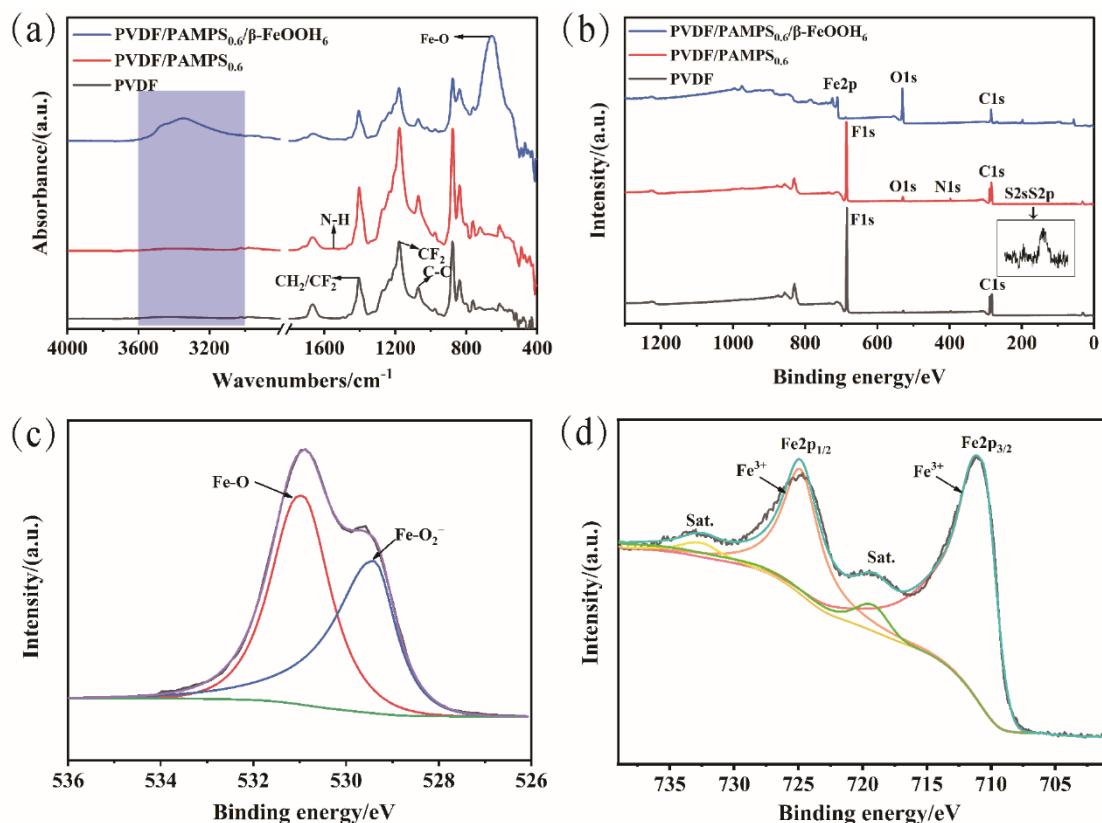 (a)
PVDF/PAMPS0.6/β-FeOOH6
PVDF/PAMPS0.6
PVDF
Fe-O
N-H
CH2/CF2
CF2
C-C
Absorbance/(a.u.)
4000 3600 3200 1600 1200 800 400
Wavenumbers/cm-1
(b)
PVDF/PAMPS0.6/β-FeOOH6
PVDF/PAMPS0.6
PVDF
Fe2p
O1s
C1s
F1s
O1s
N1s
C1s
S2sS2p
F1s
C1s
Intensity/(a.u.)
1200 1000 800 600 400 200 0
Binding energy/eV
(c)
Fe-O
Fe-O2−
Intensity/(a.u.)
536 534 532 530 528 526
Binding energy/eV
(d)
Fe2p1/2
Fe2p3/2
Fe3+
Fe3+
Sat.
Sat.
Intensity/(a.u.)
735 730 725 720 715 710 705
Binding energy/eV